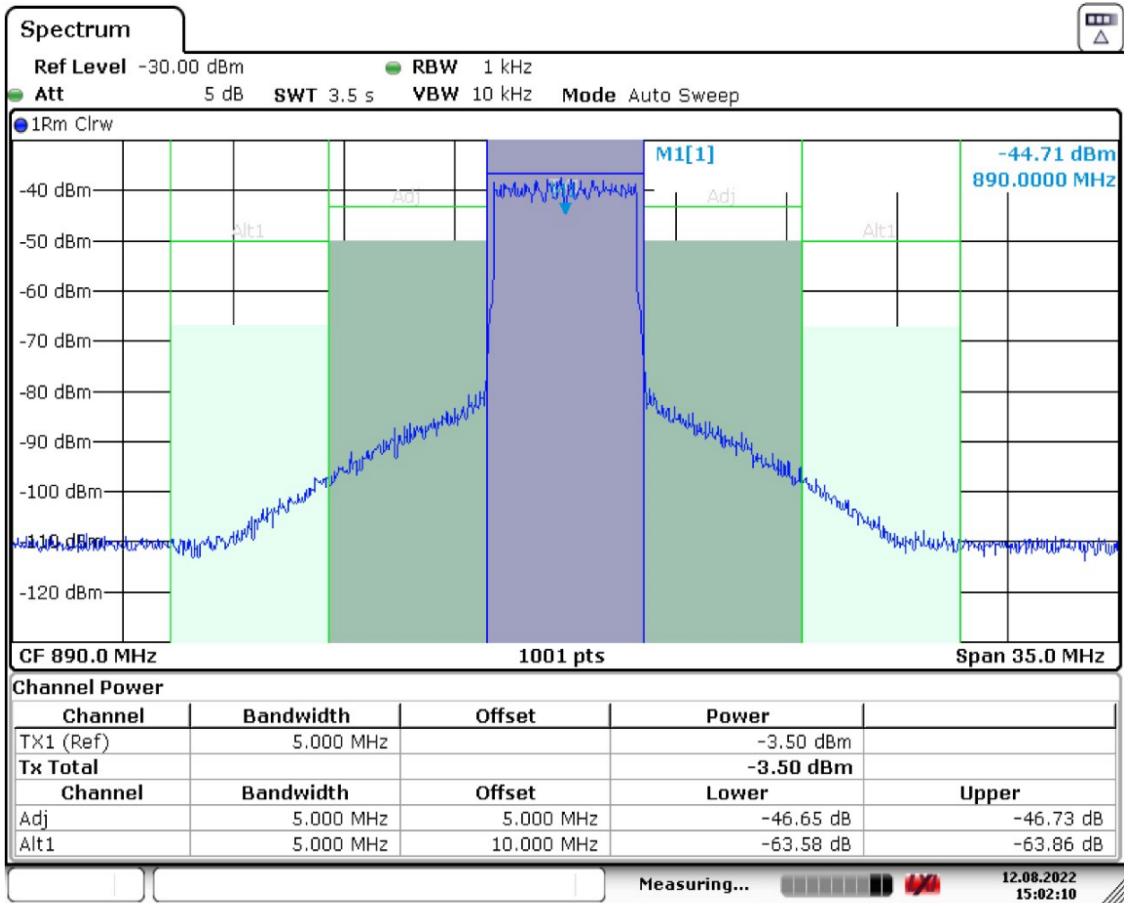 Spectrum
Ref Level -30.00 dBm RBW 1 kHz
Att 5 dB SWT 3.5 s VBW 10 kHz Mode Auto Sweep
1Rm Clrw
M1[1] -44.71 dBm
890.0000 MHz
-40 dBm
Adj Adj
-50 dBm
Alt1 Alt1
-60 dBm
-70 dBm
-80 dBm
-90 dBm
-100 dBm
-110 dBm
-120 dBm
CF 890.0 MHz 1001 pts Span 35.0 MHz
Channel Power
Channel Bandwidth Offset Power
TX1 (Ref) 5.000 MHz -3.50 dBm
Tx Total -3.50 dBm
Channel Bandwidth Offset Lower Upper
Adj 5.000 MHz 5.000 MHz -46.65 dB -46.73 dB
Alt1 5.000 MHz 10.000 MHz -63.58 dB -63.86 dB
Measuring... LXI 12.08.2022
15:02:10